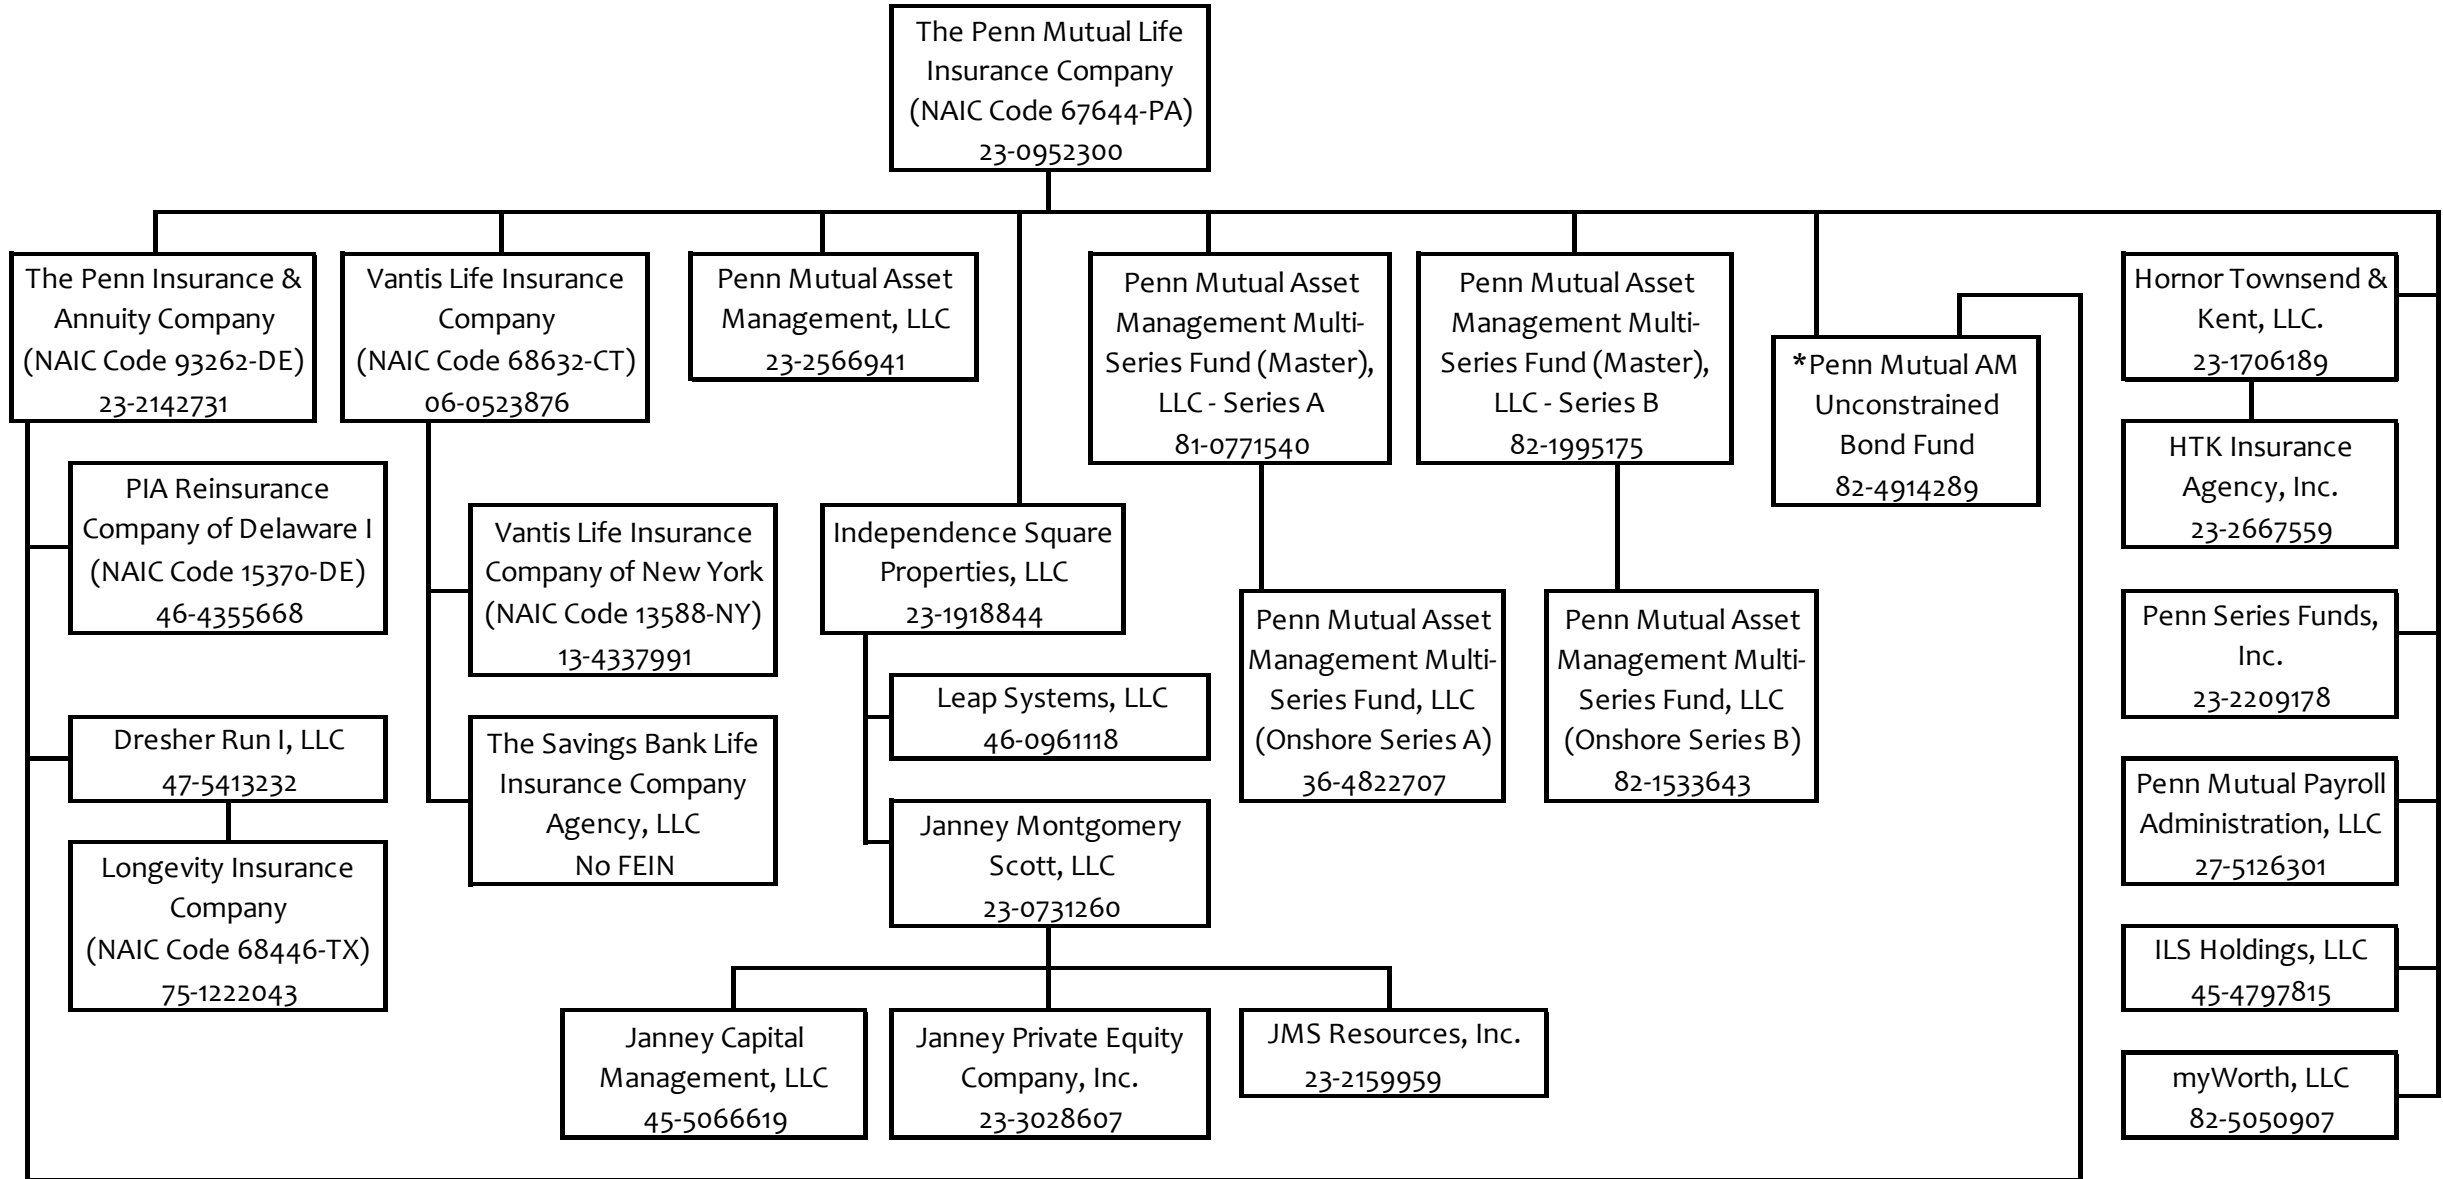 The Penn Mutual Life
Insurance Company
(NAIC Code 67644-PA)
23-0952300
The Penn Insurance &
Annuity Company
(NAIC Code 93262-DE)
23-2142731
Vantis Life Insurance
Company
(NAIC Code 68632-CT)
06-0523876
Penn Mutual Asset
Management, LLC
23-2566941
Penn Mutual Asset
Management Multi-
Series Fund (Master),
LLC - Series A
81-0771540
Penn Mutual Asset
Management Multi-
Series Fund (Master),
LLC - Series B
82-1995175
*Penn Mutual AM
Unconstrained
Bond Fund
82-4914289
Hornor Townsend &
Kent, LLC.
23-1706189
HTK Insurance
Agency, Inc.
23-2667559
PIA Reinsurance
Company of Delaware I
(NAIC Code 15370-DE)
46-4355668
Vantis Life Insurance
Company of New York
(NAIC Code 13588-NY)
13-4337991
Independence Square
Properties, LLC
23-1918844
Penn Mutual Asset
Management Multi-
Series Fund, LLC
(Onshore Series A)
36-4822707
Penn Mutual Asset
Management Multi-
Series Fund, LLC
(Onshore Series B)
82-1533643
Penn Series Funds,
Inc.
23-2209178
Leap Systems, LLC
46-0961118
Dresher Run I, LLC
47-5413232
The Savings Bank Life
Insurance Company
Agency, LLC
No FEIN
Penn Mutual Payroll
Administration, LLC
27-5126301
Janney Montgomery
Scott, LLC
23-0731260
Longevity Insurance
Company
(NAIC Code 68446-TX)
75-1222043
ILS Holdings, LLC
45-4797815
Janney Capital
Management, LLC
45-5066619
Janney Private Equity
Company, Inc.
23-3028607
JMS Resources, Inc.
23-2159959
myWorth, LLC
82-5050907